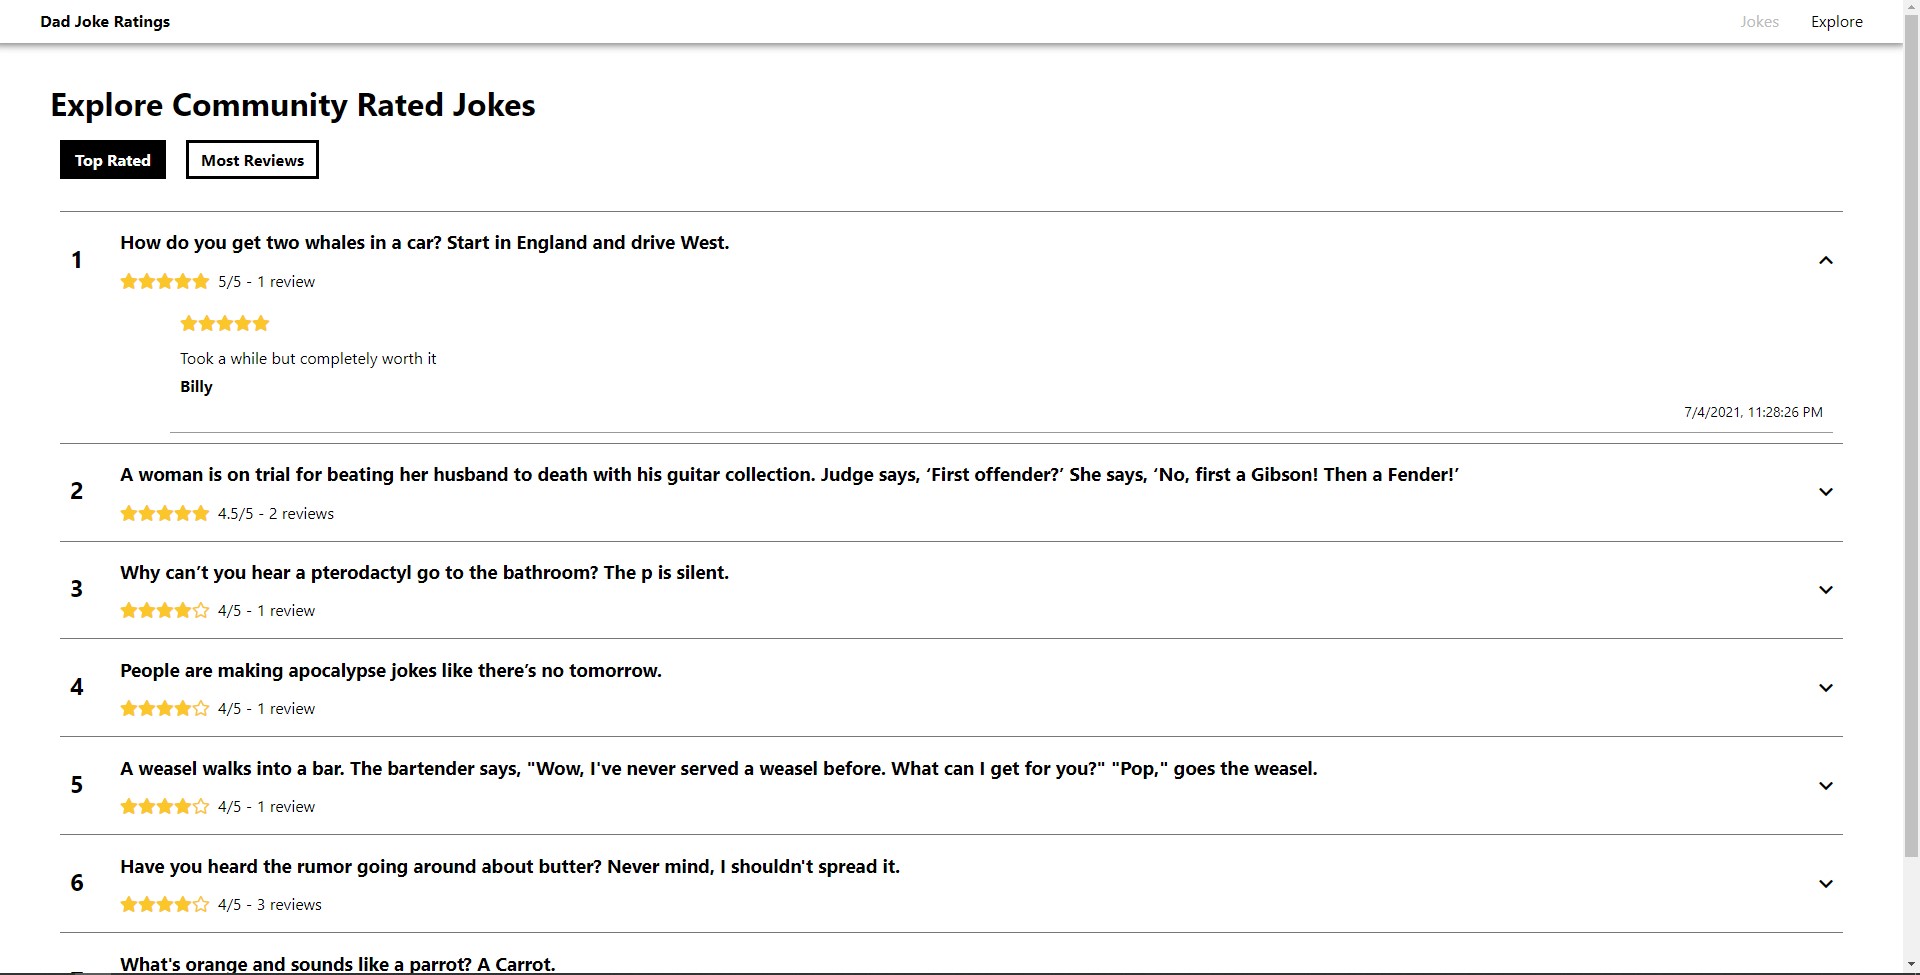 Dad Joke Ratings
Jokes
Explore
Explore Community Rated Jokes
Top Rated
Most Reviews
1
How do you get two whales in a car? Start in England and drive West.
5/5 - 1 review
Took a while but completely worth it
Billy
7/4/2021, 11:28:26 PM
2
A woman is on trial for beating her husband to death with his guitar collection. Judge says, ‘First offender?’ She says, ‘No, first a Gibson! Then a Fender!’
4.5/5 - 2 reviews
3
Why can’t you hear a pterodactyl go to the bathroom? The p is silent.
4/5 - 1 review
4
People are making apocalypse jokes like there’s no tomorrow.
4/5 - 1 review
5
A weasel walks into a bar. The bartender says, "Wow, I've never served a weasel before. What can I get for you?" "Pop," goes the weasel.
4/5 - 1 review
6
Have you heard the rumor going around about butter? Never mind, I shouldn't spread it.
4/5 - 3 reviews
What's orange and sounds like a parrot? A Carrot.